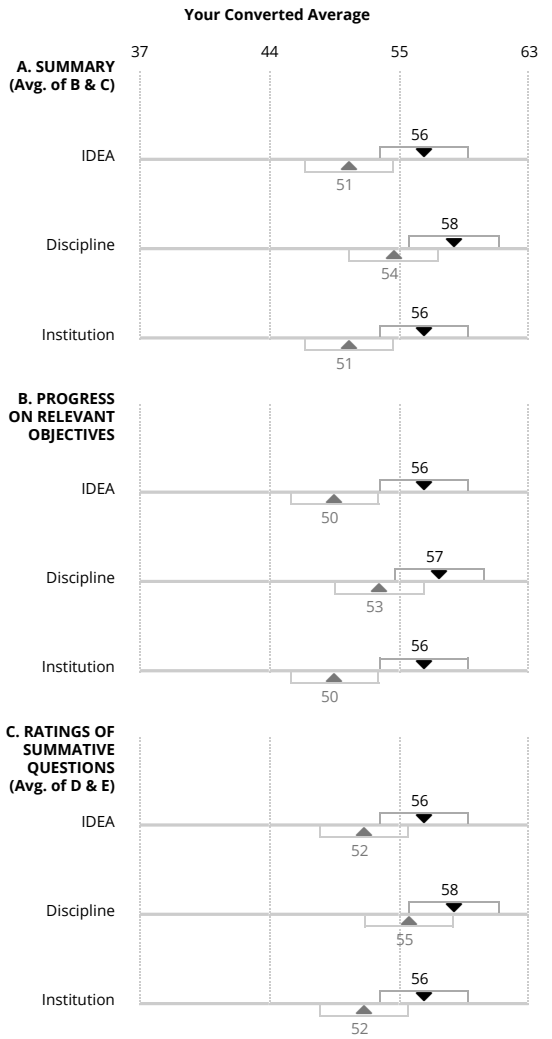 Your Converted Average
37 44 55 63
A. SUMMARY
(Avg. of B & C)
56
IDEA
51
58
Discipline
54
56
Institution
51
B. PROGRESS
ON RELEVANT
OBJECTIVES
56
IDEA
50
57
Discipline
53
56
Institution
50
C. RATINGS OF
SUMMATIVE
QUESTIONS
(Avg. of D & E)
56
IDEA
52
58
Discipline
55
56
Institution
52